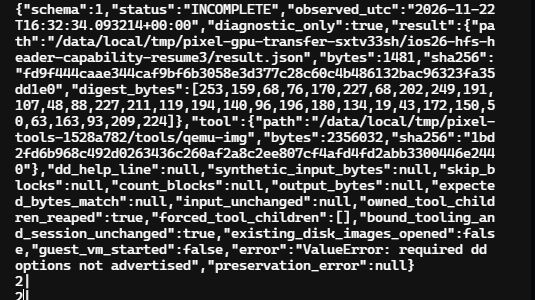 {"schema":1,"status":"INCOMPLETE","observed_utc":"2026-11-22
T16:32:34.093214+00:00","diagnostic_only":true,"result":{"pa
th":"/data/local/tmp/pixel-gpu-transfer-sxtv33sh/ios26-hfs-h
eader-capability-resume3/result.json","bytes":1481,"sha256":
"fd9f444caae344caf9bf6b3058e3d377c28c60c4b486132bac96323fa35
dd1e0","digest_bytes":[253,159,68,76,170,227,68,202,249,191,
107,48,88,227,211,119,194,140,96,196,180,134,19,43,172,150,5
0,63,163,93,209,224]},"tool":{"path":"/data/local/tmp/pixel-
tools-1528a782/tools/qemu-img","bytes":2356032,"sha256":"1bd
2fd6b968c492d0263436c260af2a8c2ee807cf4afd4fd2abb3300446e244
0"},"dd_help_line":null,"synthetic_input_bytes":null,"skip_b
locks":null,"count_blocks":null,"output_bytes":null,"expecte
d_bytes_match":null,"input_unchanged":null,"owned_tool_child
ren_reaped":true,"forced_tool_children":[],"bound_tooling_an
d_session_unchanged":true,"existing_disk_images_opened":fals
e,"guest_vm_started":false,"error":"ValueError: required dd
options not advertised","preservation_error":null}
2|
2|